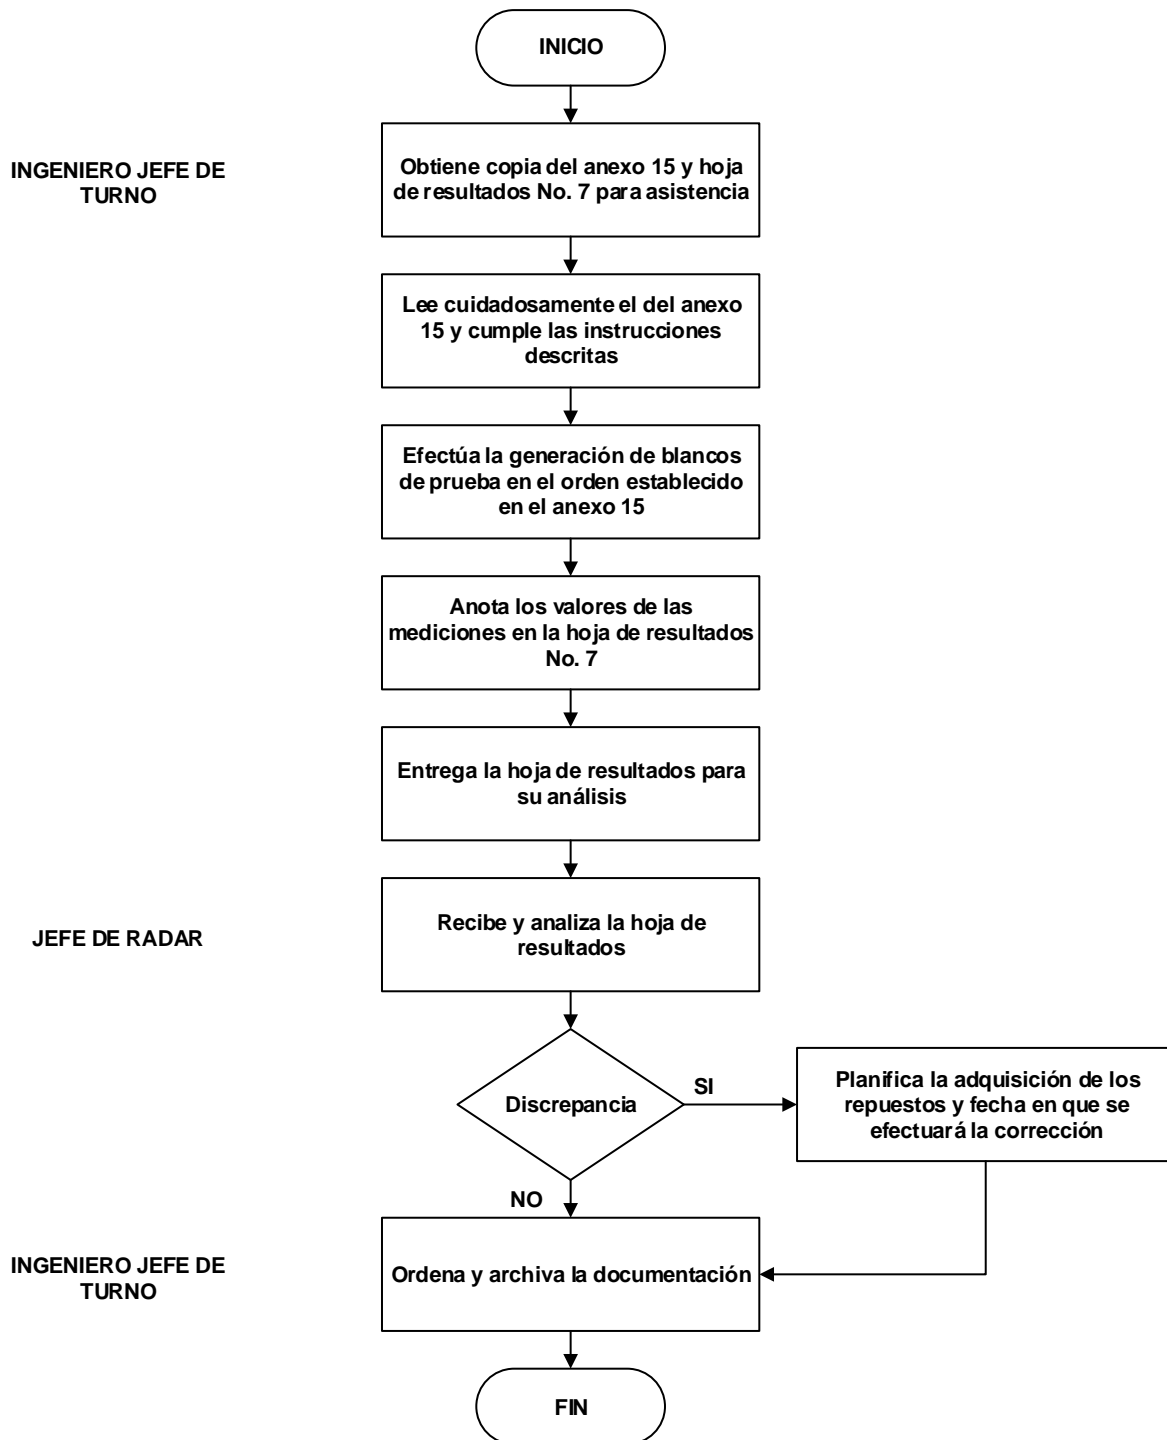 INICIO
INGENIERO JEFE DE
TURNO
Obtiene copia del anexo 15 y hoja
de resultados No. 7 para asistencia
Lee cuidadosamente el del anexo
15 y cumple las instrucciones
descritas
Efectúa la generación de blancos
de prueba en el orden establecido
en el anexo 15
Anota los valores de las
mediciones en la hoja de resultados
No. 7
Entrega la hoja de resultados para
su análisis
JEFE DE RADAR
Recibe y analiza la hoja de
resultados
Discrepancia
SI
Planifica la adquisición de los
repuestos y fecha en que se
efectuará la corrección
NO
INGENIERO JEFE DE
TURNO
Ordena y archiva la documentación
FIN